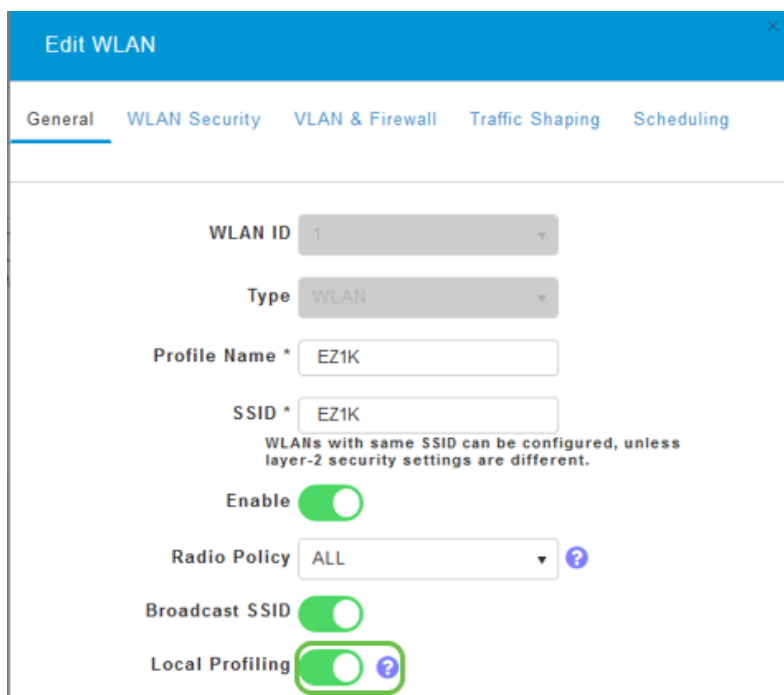 Edit WLAN
General WLAN Security VLAN & Firewall Traffic Shaping Scheduling
WLAN ID 1
Type WLAN
Profile Name * EZ1K
SSID * EZ1K
WLANs with same SSID can be configured, unless
layer-2 security settings are different.
Enable
Radio Policy ALL ?
Broadcast SSID
Local Profiling ?